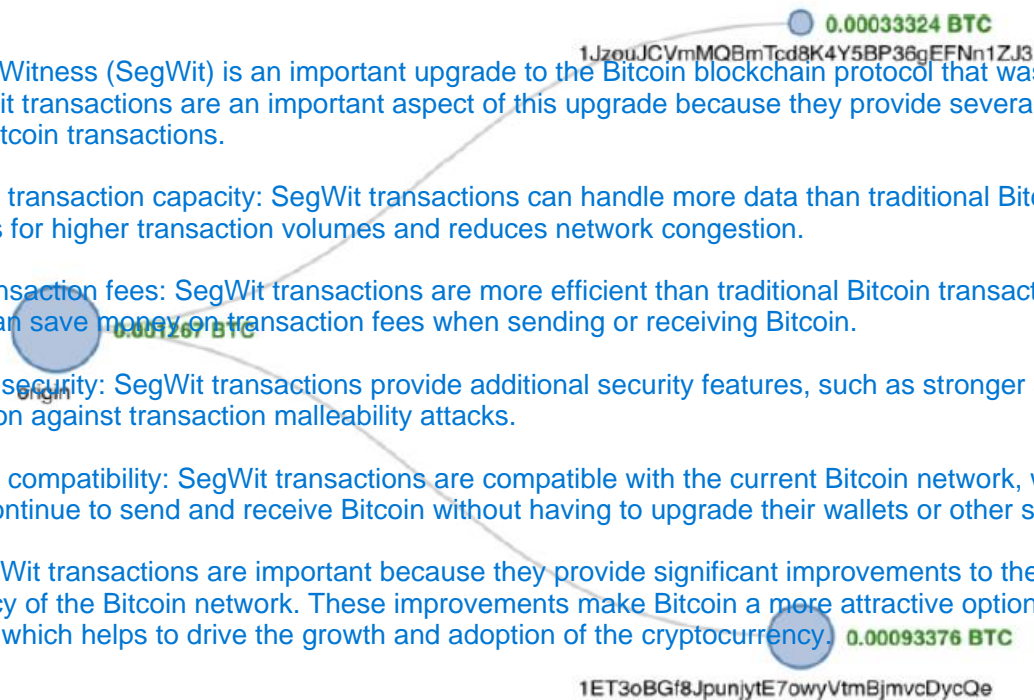 0.00033324 BTC
1JzouJCVmMQBmTcd8K4Y5BP36gEFNn1ZJ3
Witness (SegWit) is an important upgrade to the Bitcoin blockchain protocol that was
it transactions are an important aspect of this upgrade because they provide severa
tcoin transactions.
transaction capacity: SegWit transactions can handle more data than traditional Bitc
s for higher transaction volumes and reduces network congestion.
nsaction fees: SegWit transactions are more efficient than traditional Bitcoin transact
an save money on transaction fees when sending or receiving Bitcoin.
0.001267 BTC
security: SegWit transactions provide additional security features, such as stronger
origin
on against transaction malleability attacks.
compatibility: SegWit transactions are compatible with the current Bitcoin network, w
ontinue to send and receive Bitcoin without having to upgrade their wallets or other s
Wit transactions are important because they provide significant improvements to the
cy of the Bitcoin network. These improvements make Bitcoin a more attractive option
which helps to drive the growth and adoption of the cryptocurrency.
0.00093376 BTC
1ET3oBGf8JpunjytE7owyVtmBjmvcDycQe